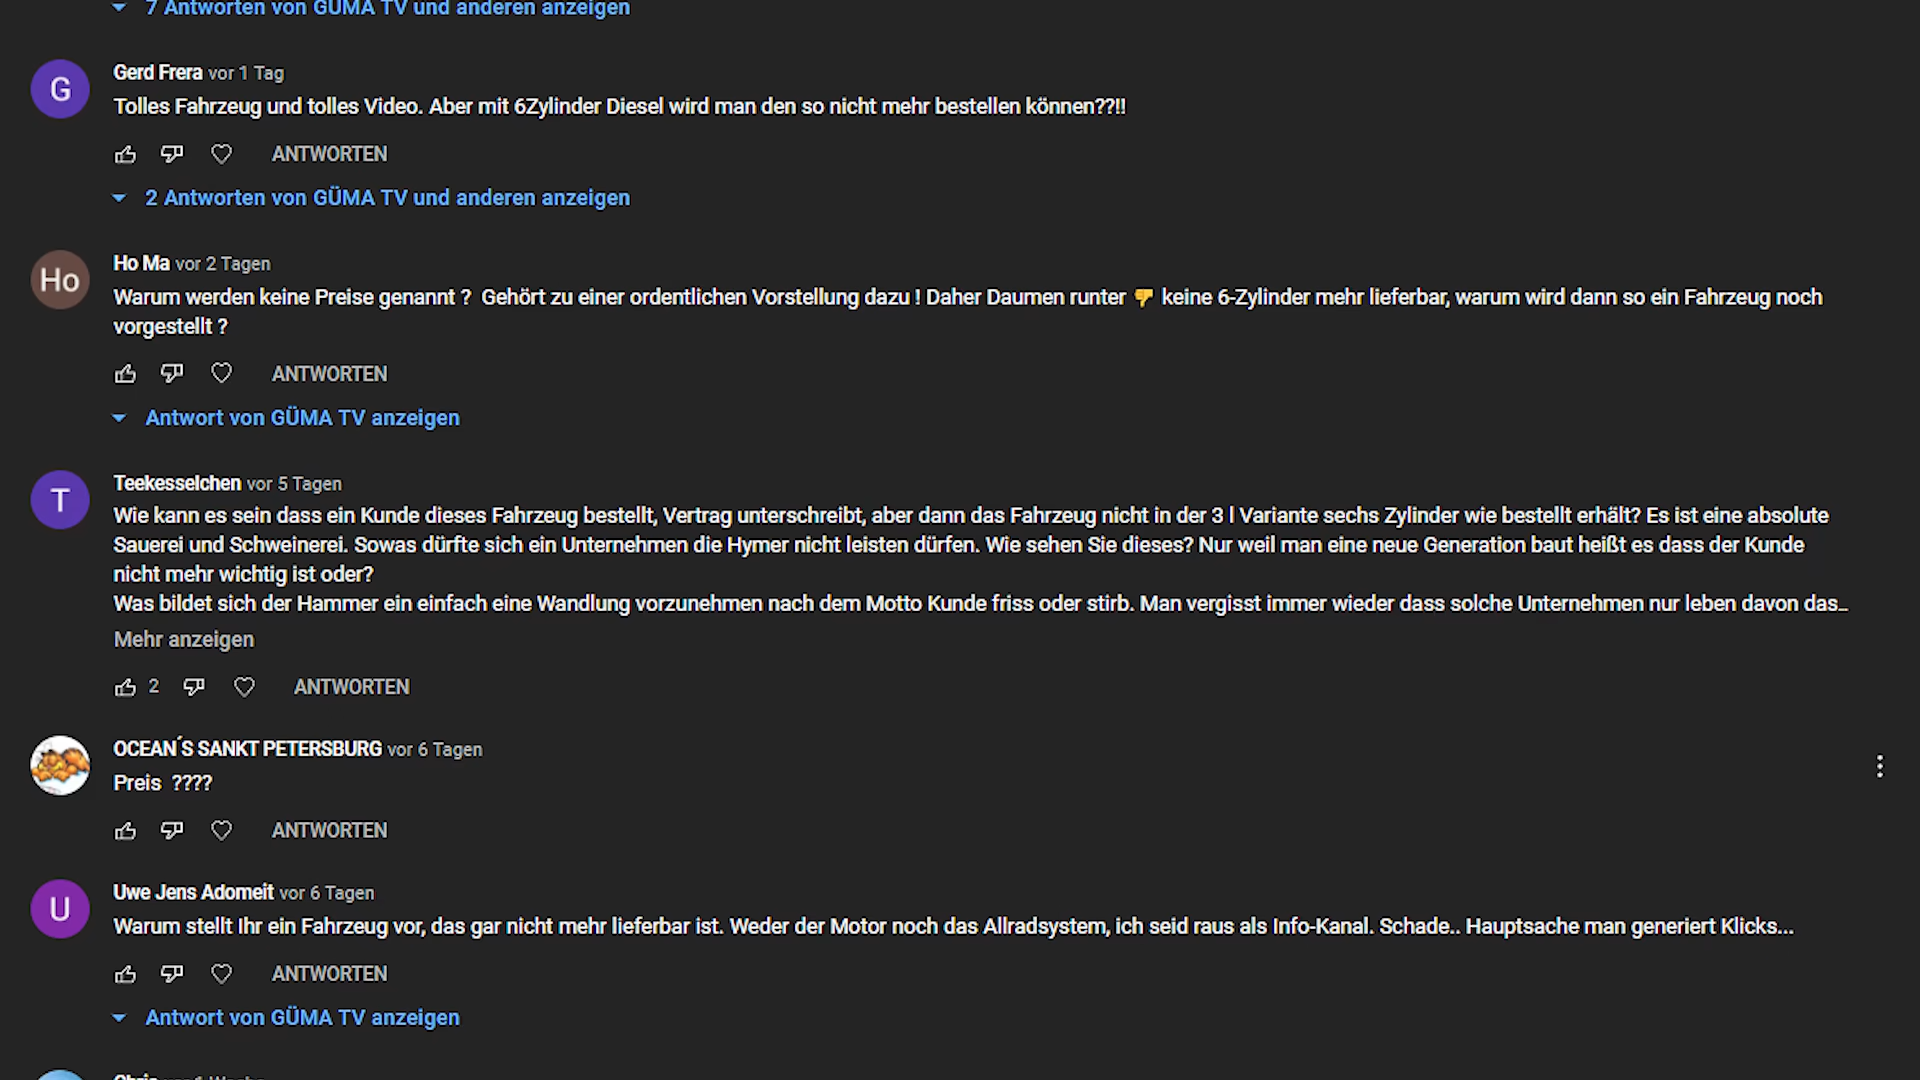 7 Antworten von GÜMA TV und anderen anzeigen
G
Gerd Frera vor 1 Tag
Tolles Fahrzeug und tolles Video. Aber mit 6Zylinder Diesel wird man den so nicht mehr bestellen können??!!
ANTWORTEN
2 Antworten von GÜMA TV und anderen anzeigen
Ho
Ho Ma vor 2 Tagen
Warum werden keine Preise genannt ? Gehört zu einer ordentlichen Vorstellung dazu ! Daher Daumen runter 👎 keine 6-Zylinder mehr lieferbar, warum wird dann so ein Fahrzeug noch
vorgestellt ?
ANTWORTEN
Antwort von GÜMA TV anzeigen
T
Teekesselchen vor 5 Tagen
Wie kann es sein dass ein Kunde dieses Fahrzeug bestellt, Vertrag unterschreibt, aber dann das Fahrzeug nicht in der 3 l Variante sechs Zylinder wie bestellt erhält? Es ist eine absolute
Sauerei und Schweinerei. Sowas dürfte sich ein Unternehmen die Hymer nicht leisten dürfen. Wie sehen Sie dieses? Nur weil man eine neue Generation baut heißt es dass der Kunde
nicht mehr wichtig ist oder?
Was bildet sich der Hammer ein einfach eine Wandlung vorzunehmen nach dem Motto Kunde friss oder stirb. Man vergisst immer wieder dass solche Unternehmen nur leben davon das…
Mehr anzeigen
2 ANTWORTEN
OCEAN´S SANKT PETERSBURG vor 6 Tagen
Preis ????
ANTWORTEN
U
Uwe Jens Adomeit vor 6 Tagen
Warum stellt Ihr ein Fahrzeug vor, das gar nicht mehr lieferbar ist. Weder der Motor noch das Allradsystem, ich seid raus als Info-Kanal. Schade.. Hauptsache man generiert Klicks...
ANTWORTEN
Antwort von GÜMA TV anzeigen